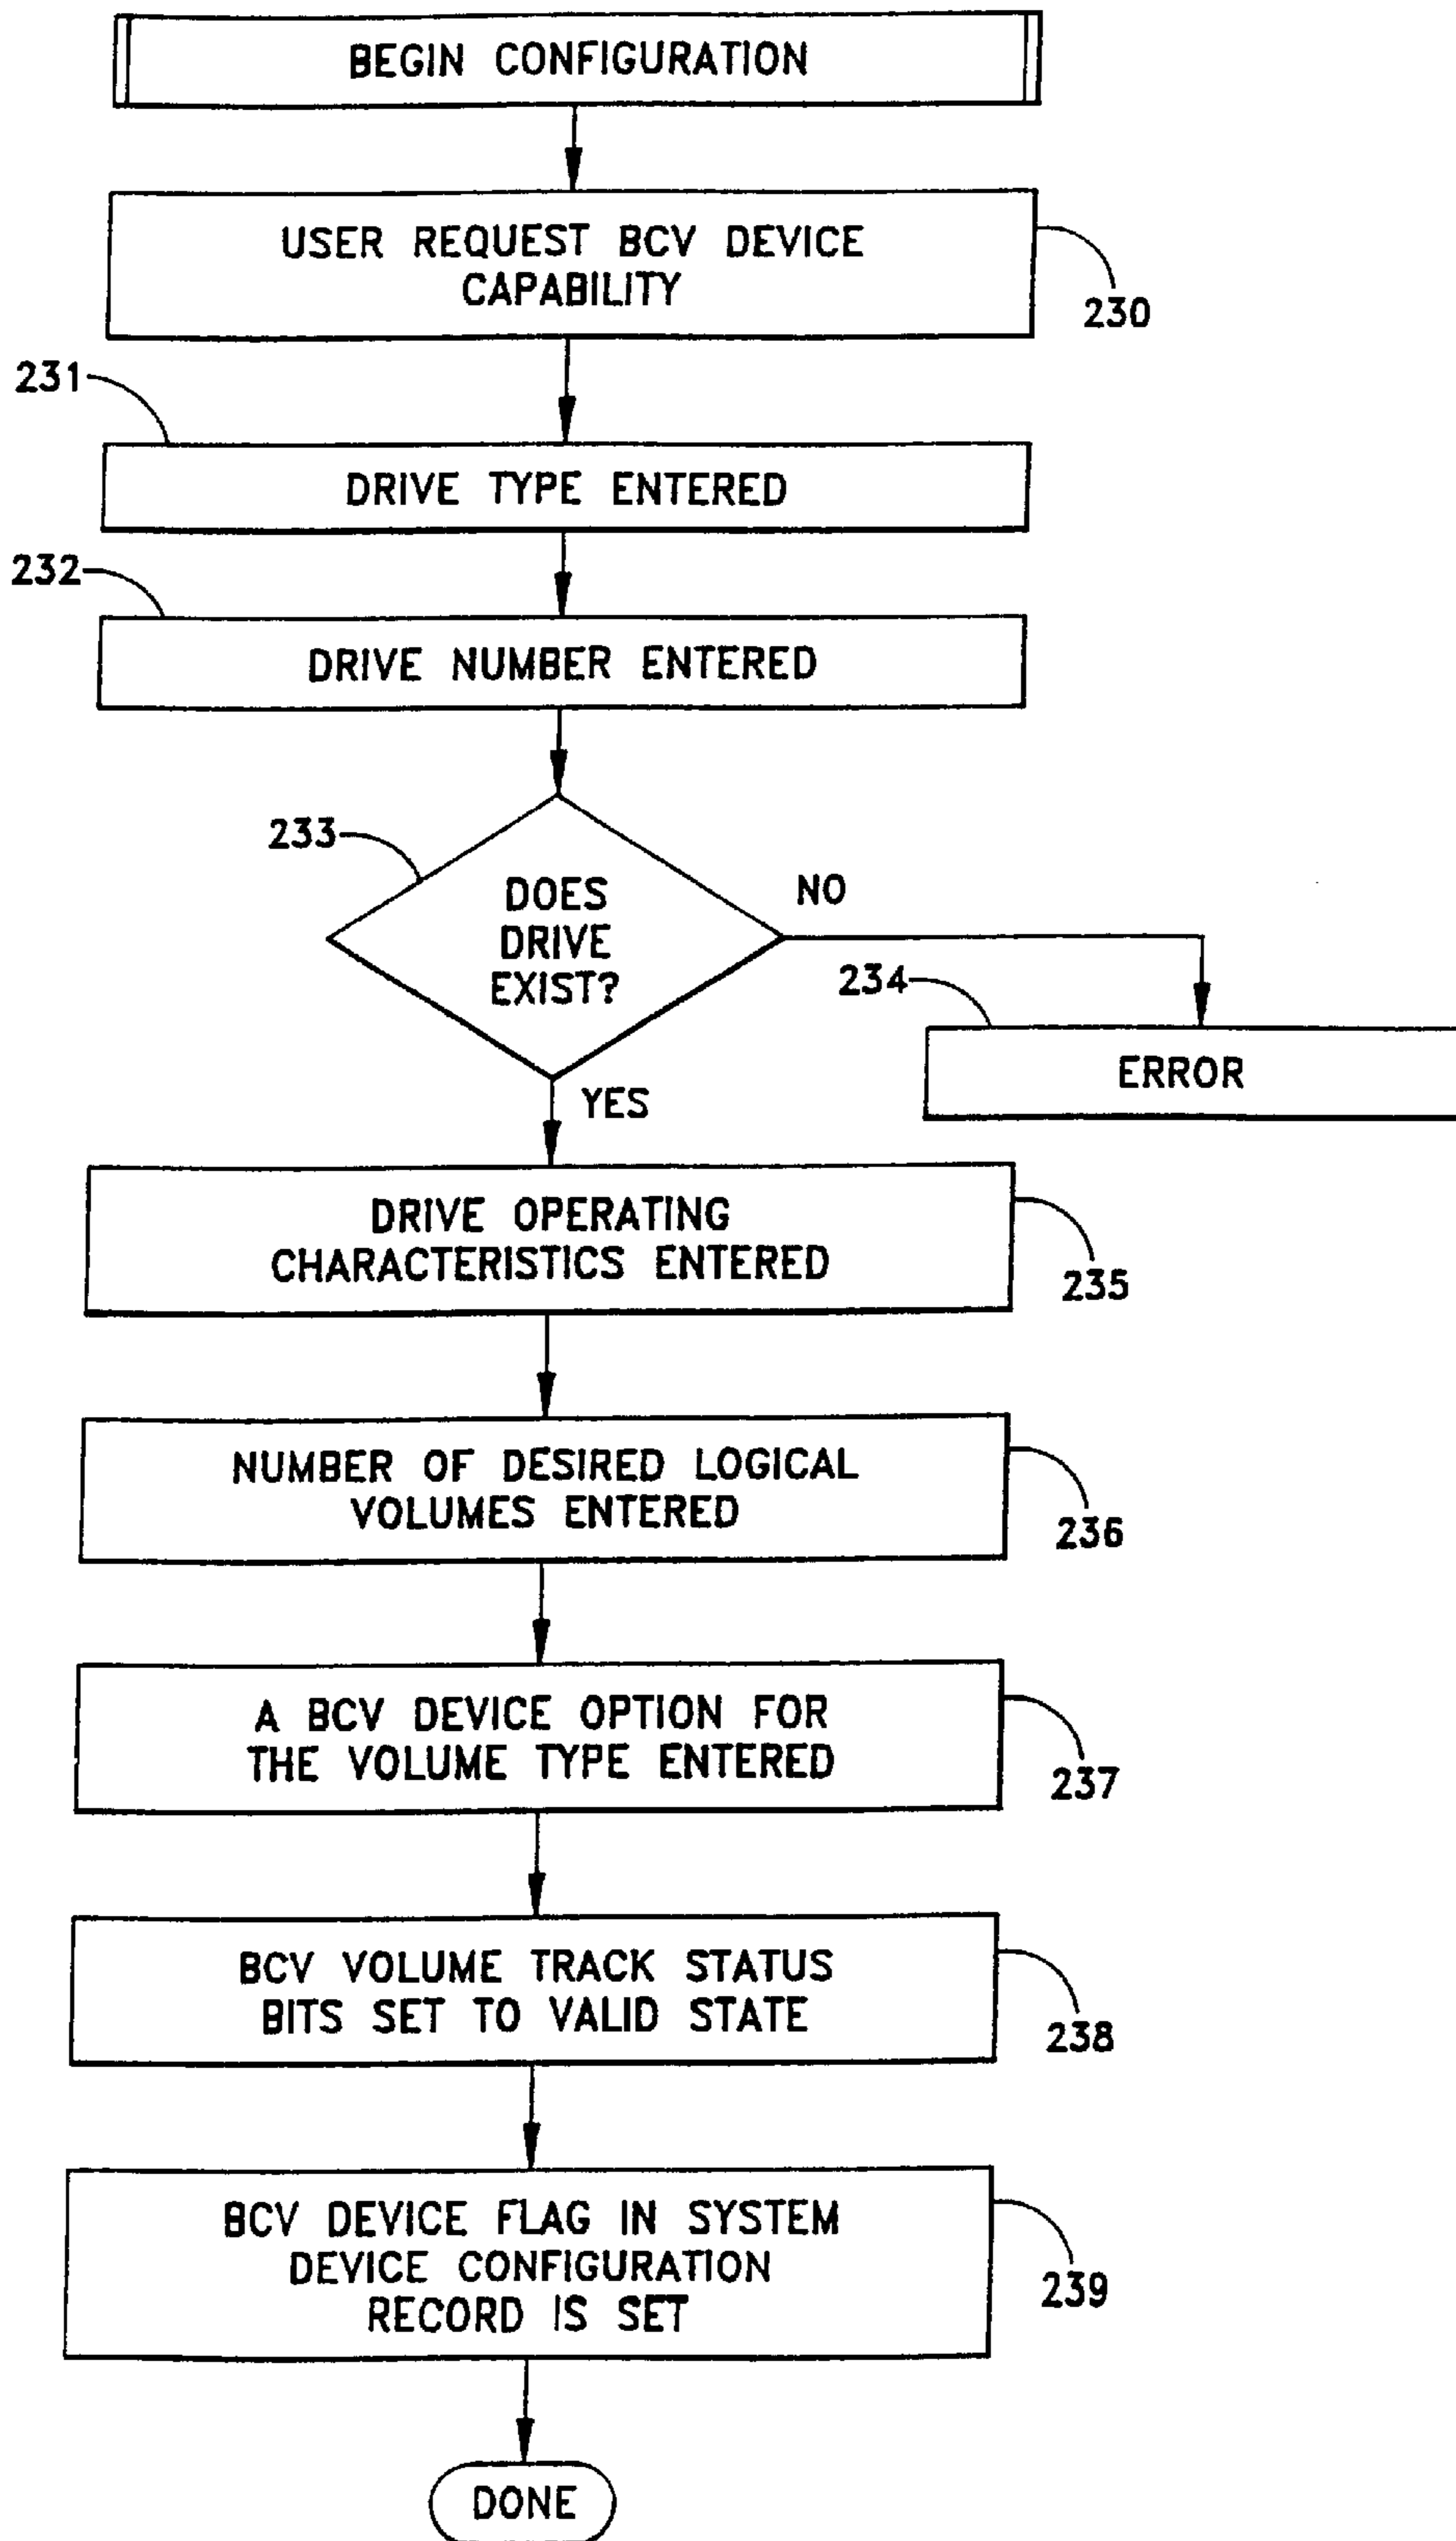 BEGIN CONFIGURATION
USER REQUEST BCV DEVICE
CAPABILITY
230
231
DRIVE TYPE ENTERED
232
DRIVE NUMBER ENTERED
233
DOES
DRIVE
EXIST?
NO
234
ERROR
YES
DRIVE OPERATING
CHARACTERISTICS ENTERED
235
NUMBER OF DESIRED LOGICAL
VOLUMES ENTERED
236
A BCV DEVICE OPTION FOR
THE VOLUME TYPE ENTERED
237
BCV VOLUME TRACK STATUS
BITS SET TO VALID STATE
238
BCV DEVICE FLAG IN SYSTEM
DEVICE CONFIGURATION
RECORD IS SET
239
DONE